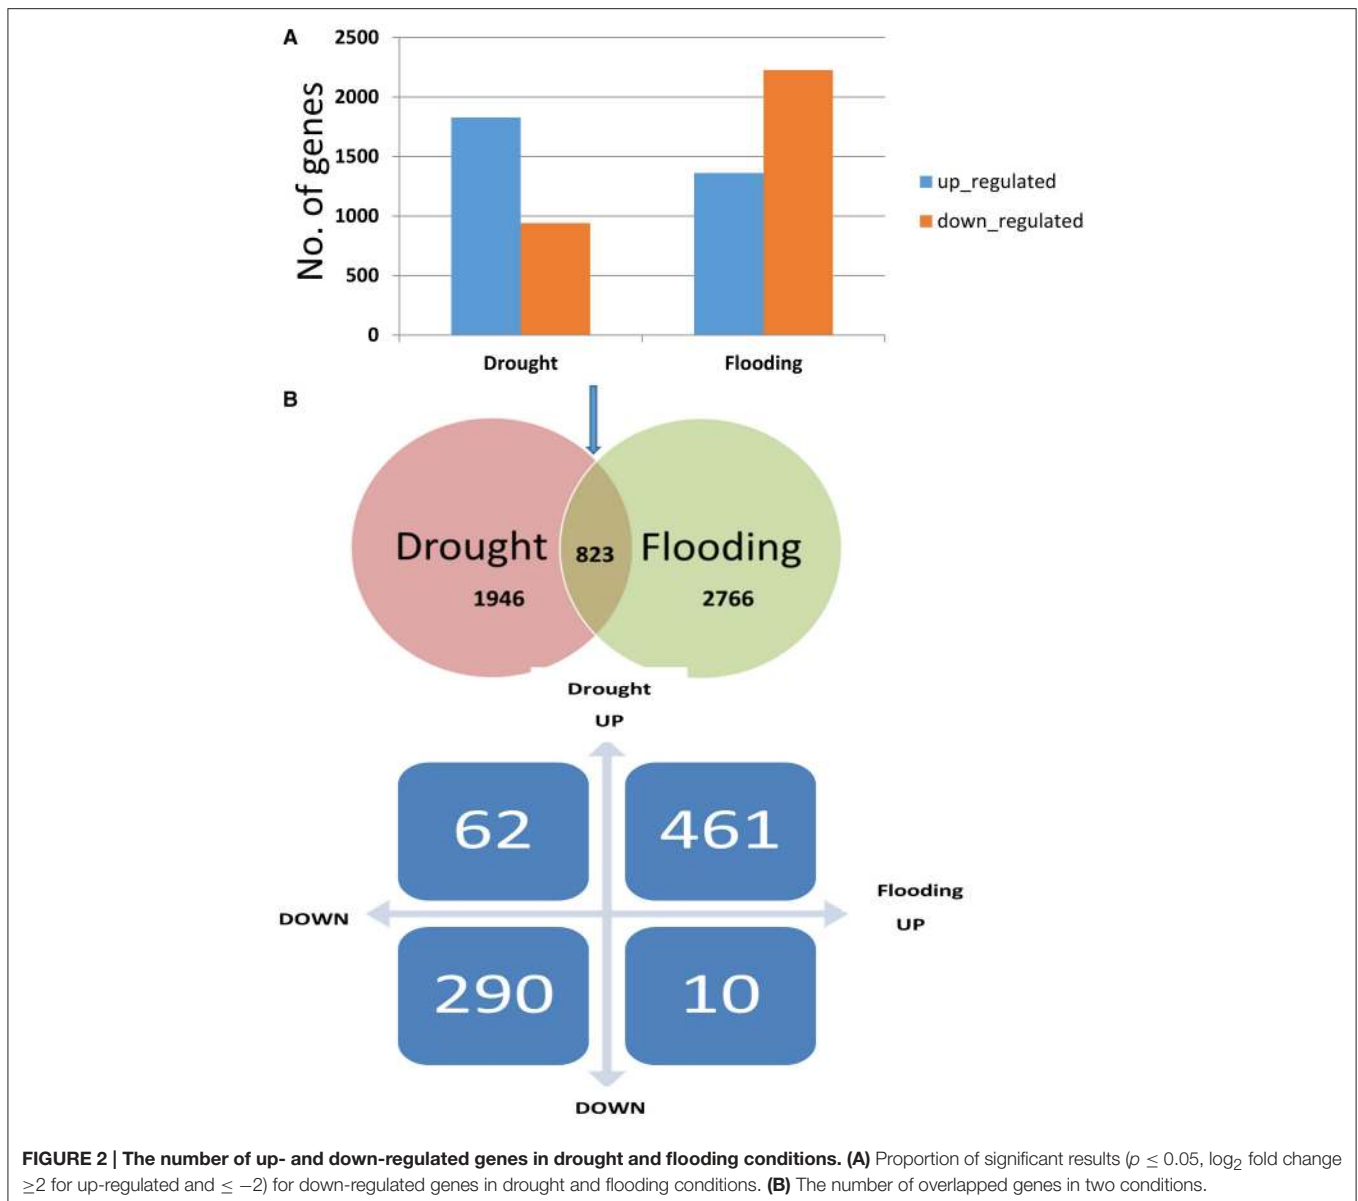 A
2500
2000
1500
1000
500
0
No. of genes
Drought
Flooding
up_regulated
down_regulated
B
Drought
823
Flooding
1946
2766
Drought
UP
62
461
Flooding
DOWN
UP
290
10
DOWN
FIGURE 2 | The number of up- and down-regulated genes in drought and flooding conditions. (A) Proportion of significant results (p ≤ 0.05, log₂ fold change
≥2 for up-regulated and ≤ −2) for down-regulated genes in drought and flooding conditions. (B) The number of overlapped genes in two conditions.